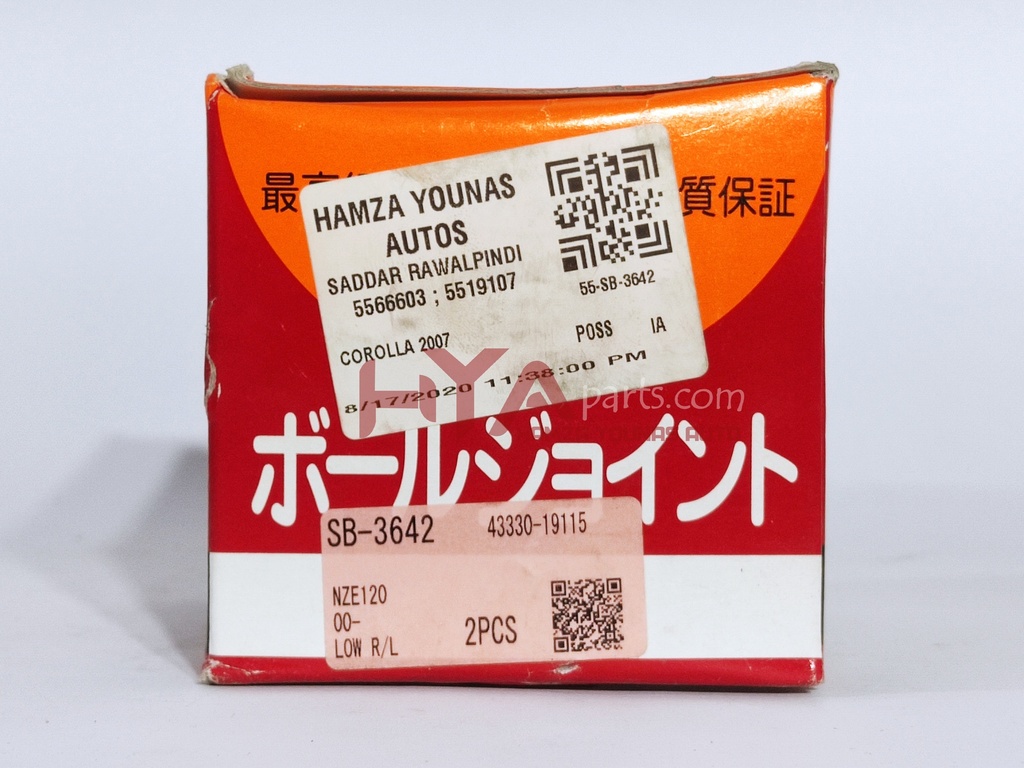 最高 質保証
HAMZA YOUNAS
AUTOS
SADDAR RAWALPINDI
5566603 ; 5519107
55-SB-3642
COROLLA 2007 POSS IA
8/17/2020 11:38:00 PM
HYA parts.com
ボールジョイント
SB-3642 43330-19115
NZE120
00-
LOW R/L 2PCS